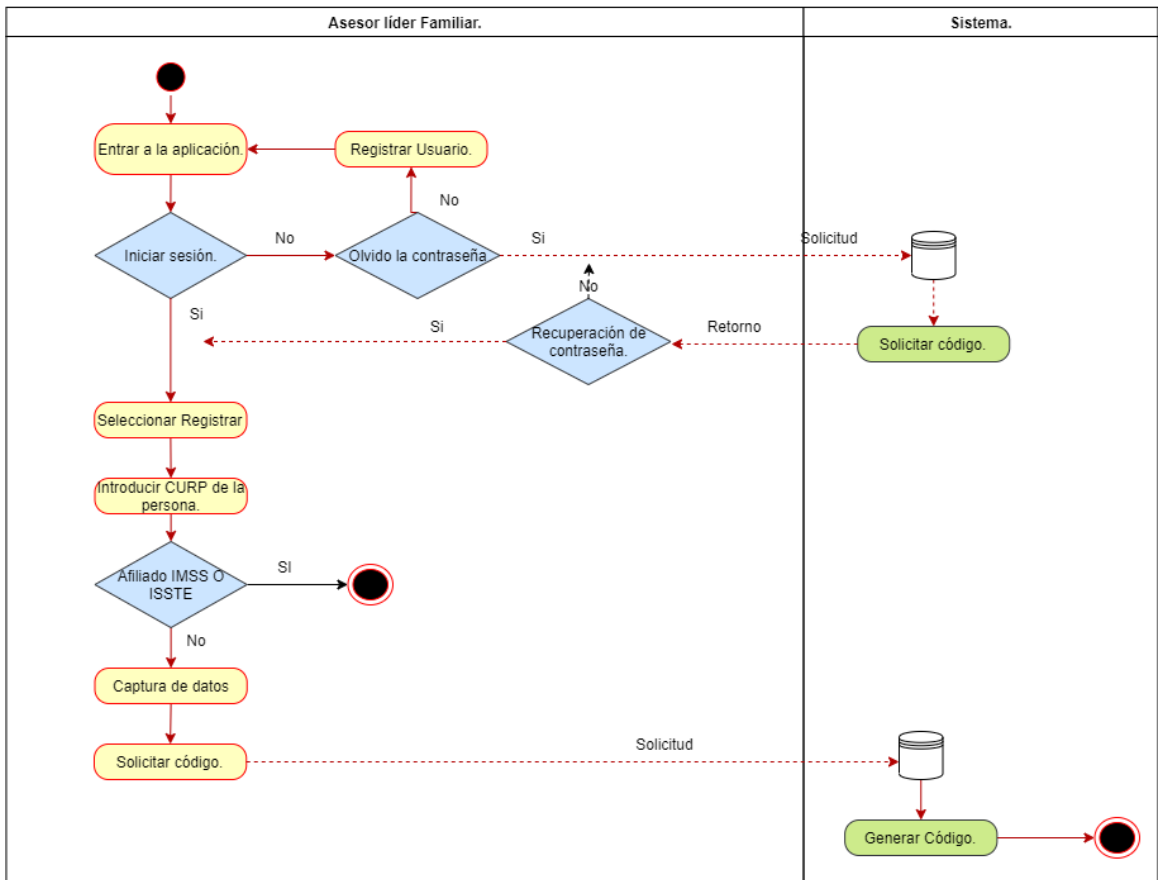 Asesor líder Familiar.
Sistema.
Entrar a la aplicación.
Registrar Usuario.
No
Iniciar sesión.
No
Olvido la contraseña
Si
Solicitud
No
Si
Si
Recuperación de
contraseña.
Retorno
Solicitar código.
Seleccionar Registrar
Introducir CURP de la
persona.
Afiliado IMSS O
ISSTE
SI
No
Captura de datos
Solicitar código.
Solicitud
Generar Código.